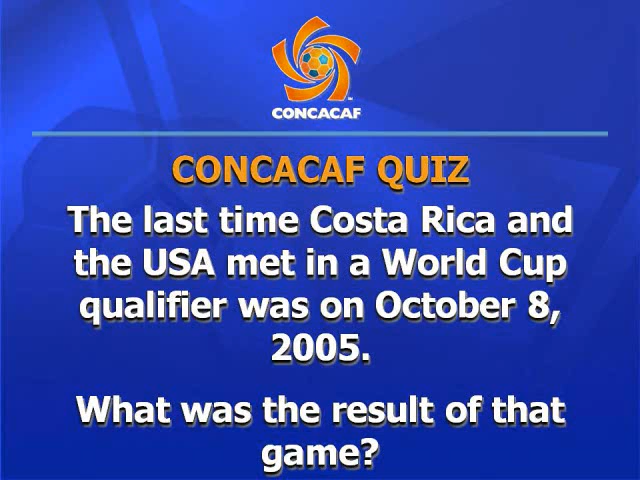 CONCACAF
CONCACAF QUIZ
The last time Costa Rica and
the USA met in a World Cup
qualifier was on October 8,
2005.
What was the result of that
game?